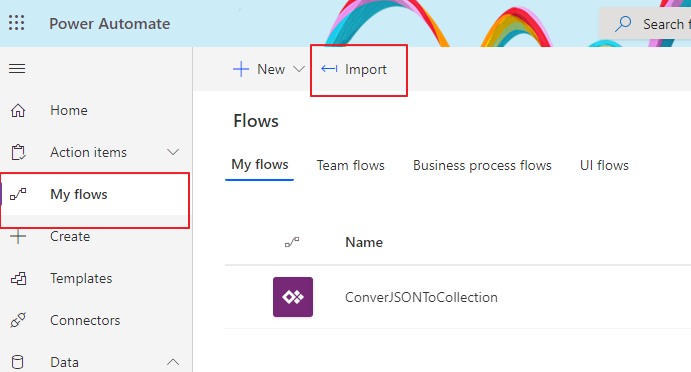 Power Automate
Search f
New
Import
Home
Action items
My flows
Create
Templates
Connectors
Data
Flows
My flows Team flows Business process flows UI flows
Name
ConverJSONToCollection